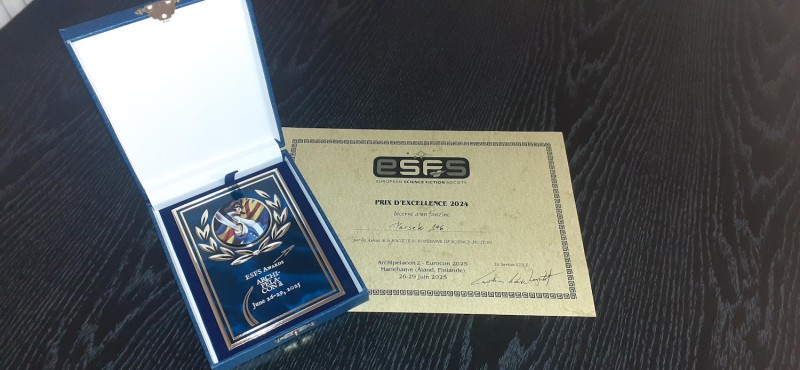 ESFS AWARDS
ARCHI-
PELA-
CON 2
June 26-29, 2025
esfs
EUROPEAN SCIENCE FICTION SOCIETY
PRIX D'EXCELLENCE 2024
Archipelacon 2 - Eurocon 2025
Mariehamn (Åland, Finlande)
26-29 Juin 2025